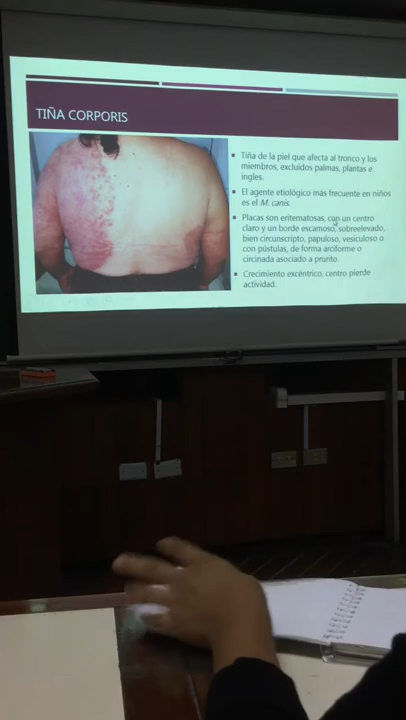 TIÑA CORPORIS
Tiña de la piel que afecta al tronco y los
miembros, excluidos palmas, plantas e
ingles.
El agente etiológico más frecuente en niños
es el M. canis.
Placas son eritematosas, con un centro
claro y un borde escamoso, sobreelevado,
bien circunscripto, papuloso, vesiculoso o
con pústulas, de forma arciforme o
circinada asociado a prurito.
Crecimiento excéntrico, centro pierde
actividad.